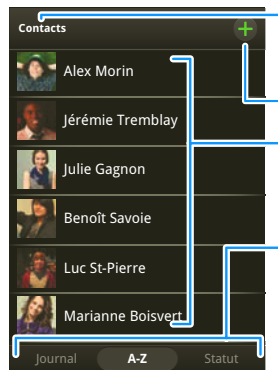 Contacts
Alex Morin
Jérémie Tremblay
Julie Gagnon
Benoît Savoie
Luc St-Pierre
Marianne Boisvert
Journal A-Z Statut